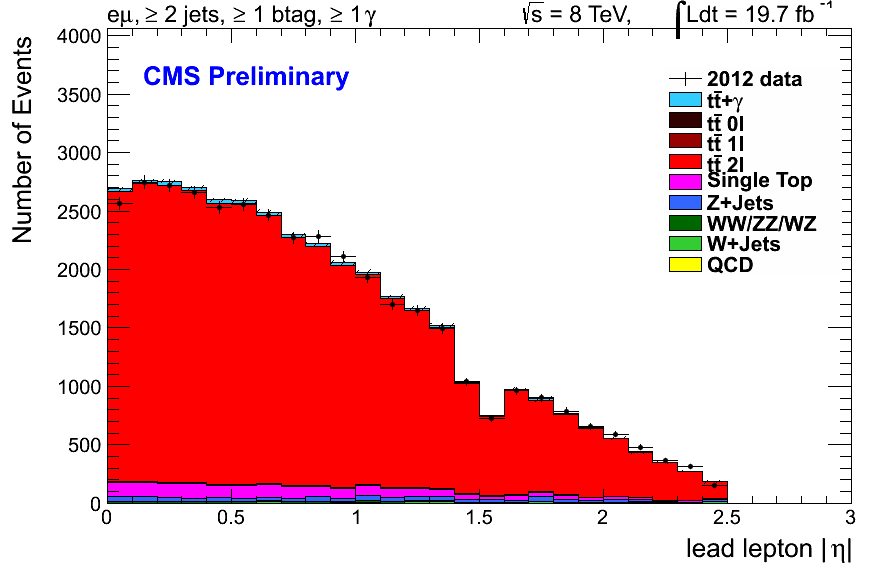 eμ, ≥ 2 jets, ≥ 1 btag, ≥ 1 γ
√s = 8 TeV, ∫Ldt = 19.7 fb⁻¹
CMS Preliminary
2012 data
tt̄+γ
tt̄ 0l
tt̄ 1l
tt̄ 2l
Single Top
Z+Jets
WW/ZZ/WZ
W+Jets
QCD
Number of Events
4000
3500
3000
2500
2000
1500
1000
500
0
0 0.5 1 1.5 2 2.5 3
lead lepton |η|